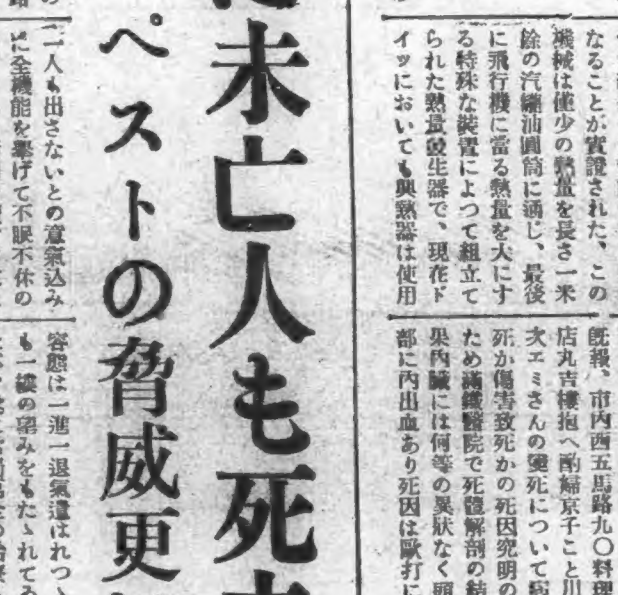 なることが實證された、この
機械は僅少の熱量を長さ一米
餘の汽罐油圓筒に通じ、最後
に飛行機に當る熱量を大にす
る特殊な裝置によつて組立て
られた熱量發生器で、現在ド
イツにおいても興熱器は使用
既報、市内西五馬路九〇料理
店丸吉樓抱へ酌婦京子こと川
次エミさんの變死について病
死か傷害致死かの死因究明の
ため滿鐵醫院で死體解剖の結
果内臓には何等の異狀なく頭
部に内出血あり死因は毆打に
未亡人も死
ペストの脅威更
一人も出さないとの意氣込み
に全機能を擧げて不眠不休の
容態は一進一退氣遣はれつゝ
も一縷の望みをもたれてゐ